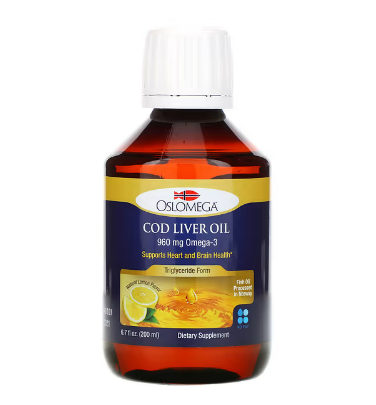 OSLOMEGA
COD LIVER OIL
960 mg Omega-3
Supports Heart and Brain Health*
Triglyceride Form
Natural Lemon Flavor
Fish Oil
Processed
in Norway
6.7 fl oz. (200 ml)
Dietary Supplement